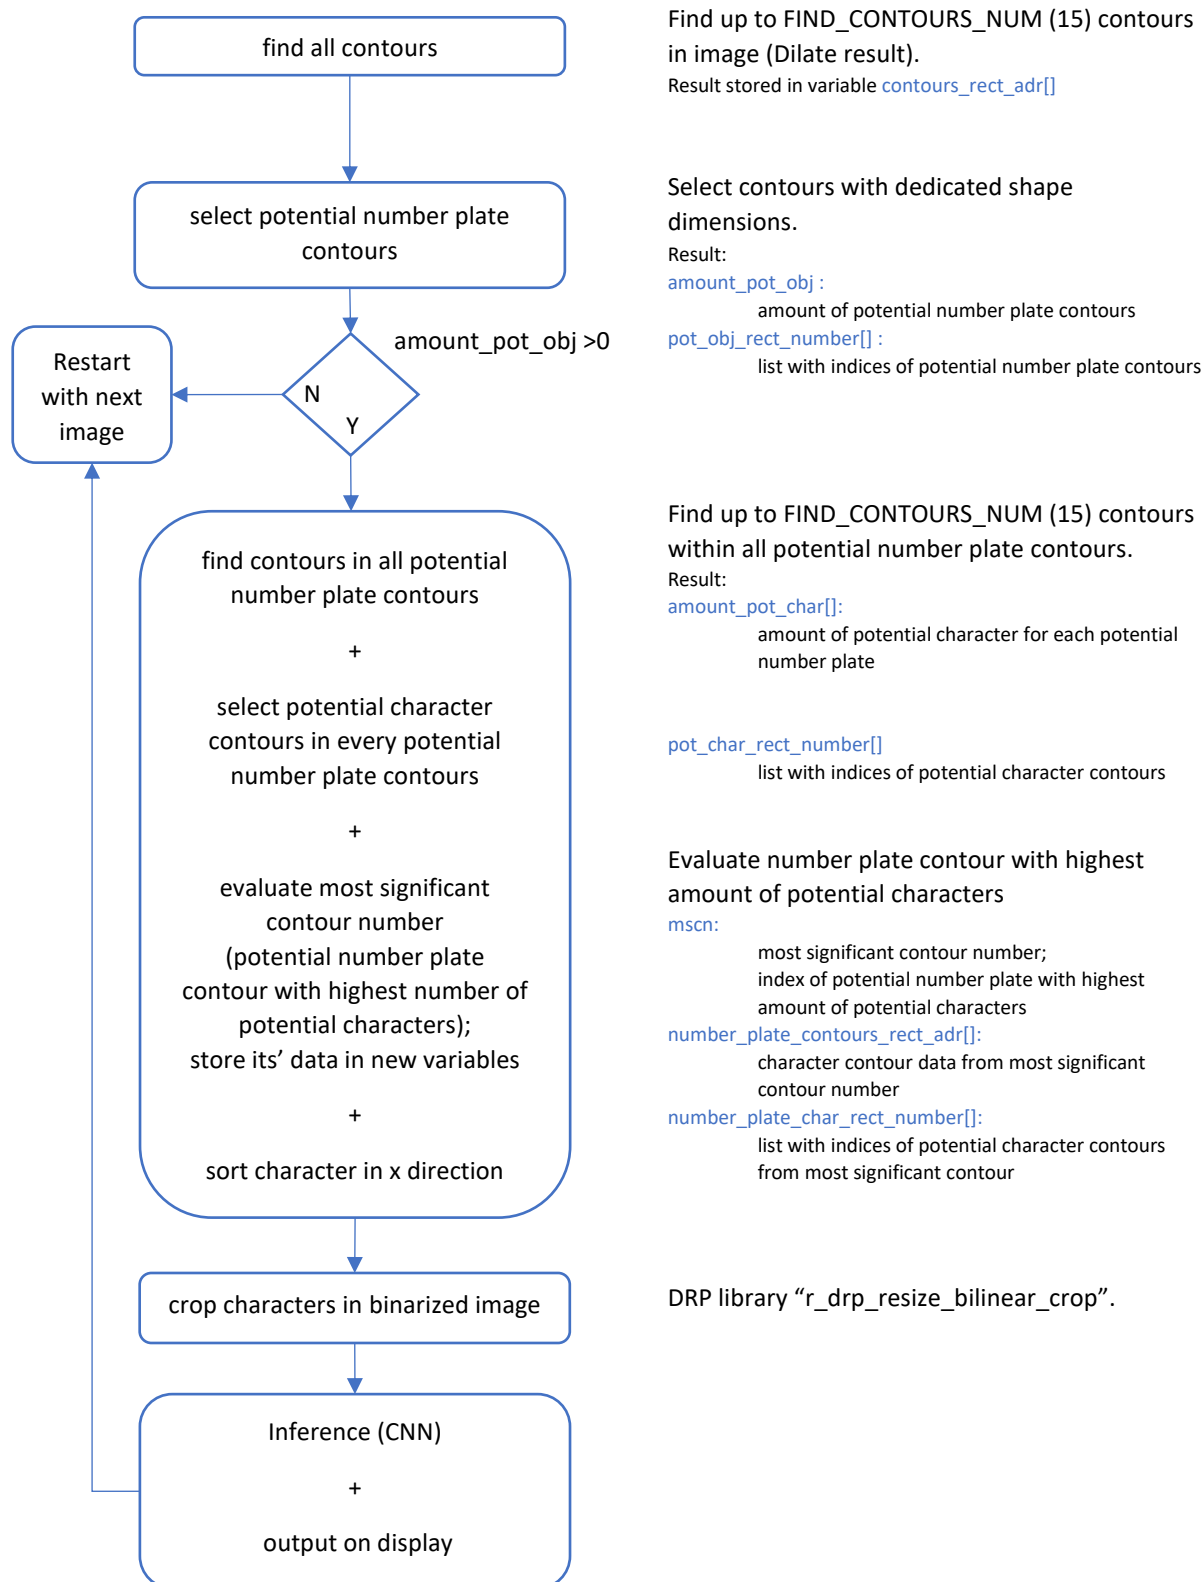 find all contours
Find up to FIND_CONTOURS_NUM (15) contours
in image (Dilate result).
Result stored in variable contours_rect_adr[]
select potential number plate
contours
Select contours with dedicated shape
dimensions.
Result:
amount_pot_obj :
amount of potential number plate contours
pot_obj_rect_number[] :
list with indices of potential number plate contours
amount_pot_obj >0
N
Y
Restart
with next
image
find contours in all potential
number plate contours
+
select potential character
contours in every potential
number plate contours
+
evaluate most significant
contour number
(potential number plate
contour with highest number of
potential characters);
store its’ data in new variables
+
sort character in x direction
Find up to FIND_CONTOURS_NUM (15) contours
within all potential number plate contours.
Result:
amount_pot_char[]:
amount of potential character for each potential
number plate
pot_char_rect_number[]
list with indices of potential character contours
Evaluate number plate contour with highest
amount of potential characters
mscn:
most significant contour number;
index of potential number plate with highest
amount of potential characters
number_plate_contours_rect_adr[]:
character contour data from most significant
contour number
number_plate_char_rect_number[]:
list with indices of potential character contours
from most significant contour
crop characters in binarized image
DRP library “r_drp_resize_bilinear_crop”.
Inference (CNN)
+
output on display